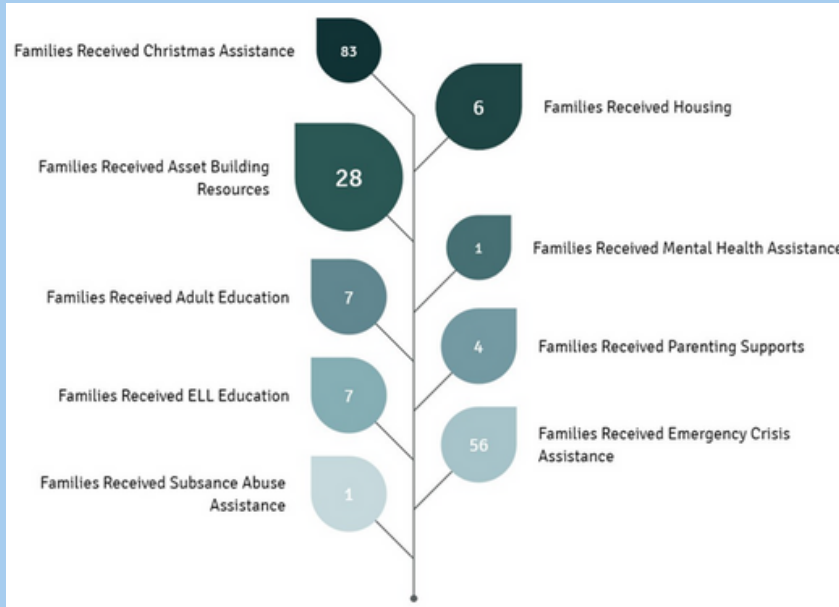 Families Received Christmas Assistance
83
6
Families Received Housing
Families Received Asset Building
Resources
28
1
Families Received Mental Health Assistance
Families Received Adult Education
7
4
Families Received Parenting Supports
Families Received ELL Education
7
56
Families Received Emergency Crisis
Assistance
Families Received Subsance Abuse
Assistance
1